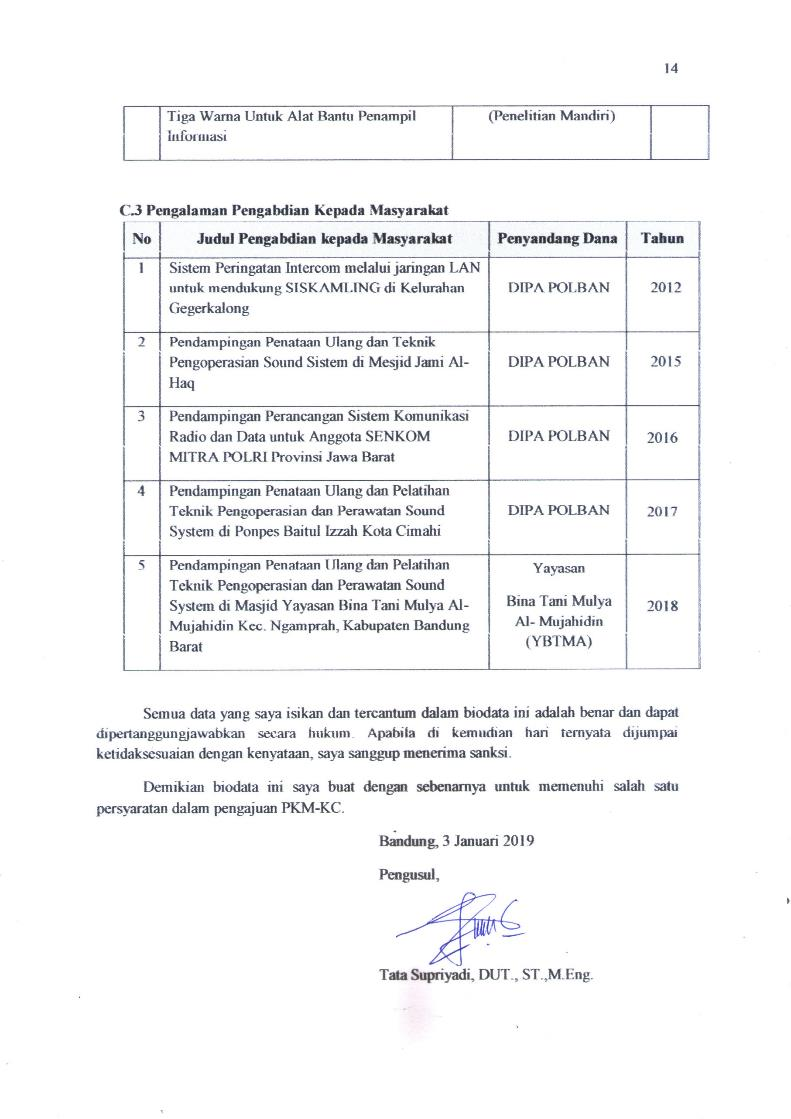 14
Tiga Warna Untuk Alat Bantu Penampil (Penelitian Mandiri)
Informasi
C.3 Pengalaman Pengabdian Kepada Masyarakat
No Judul Pengabdian kepada Masyarakat Penyandang Dana Tahun
1 Sistem Peringatan Intercom melalui jaringan LAN
untuk mendukung SISKAMLING di Kelurahan DIPA POLBAN 2012
Gegerkalong
2 Pendampingan Penataan Ulang dan Teknik
Pengoperasian Sound Sistem di Mesjid Jami Al- DIPA POLBAN 2015
Haq
3 Pendampingan Perancangan Sistem Komunikasi
Radio dan Data untuk Anggota SENKOM DIPA POLBAN 2016
MITRA POLRI Provinsi Jawa Barat
4 Pendampingan Penataan Ulang dan Pelatihan
Teknik Pengoperasian dan Perawatan Sound DIPA POLBAN 2017
System di Ponpes Baitul Izzah Kota Cimahi
5 Pendampingan Penataan Ulang dan Pelatihan Yayasan
Teknik Pengoperasian dan Perawatan Sound
System di Masjid Yayasan Bina Tani Mulya Al- Bina Tani Mulya 2018
Mujahidin Kec. Ngamprah, Kabupaten Bandung Al- Mujahidin
Barat (YBTMA)
Semua data yang saya isikan dan tercantum dalam biodata ini adalah benar dan dapat
dipertanggungjawabkan secara hukum. Apabila di kemudian hari ternyata dijumpai
ketidaksesuaian dengan kenyataan, saya sanggup menerima sanksi.
Demikian biodata ini saya buat dengan sebenarnya untuk memenuhi salah satu
persyaratan dalam pengajuan PKM-KC.
Bandung, 3 Januari 2019
Pengusul,
Tata Supriyadi, DUT., ST.,M.Eng.